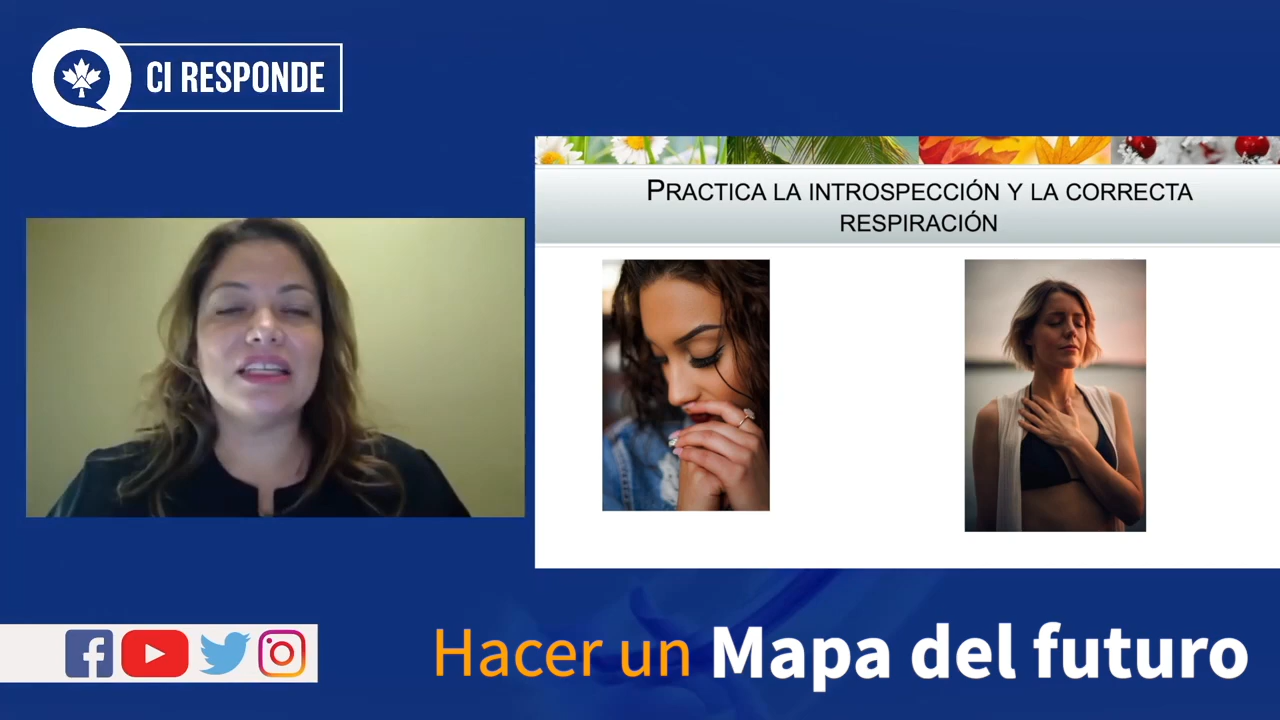 CI RESPONDE
PRACTICA LA INTROSPECCIÓN Y LA CORRECTA
RESPIRACIÓN
Hacer un Mapa del futuro